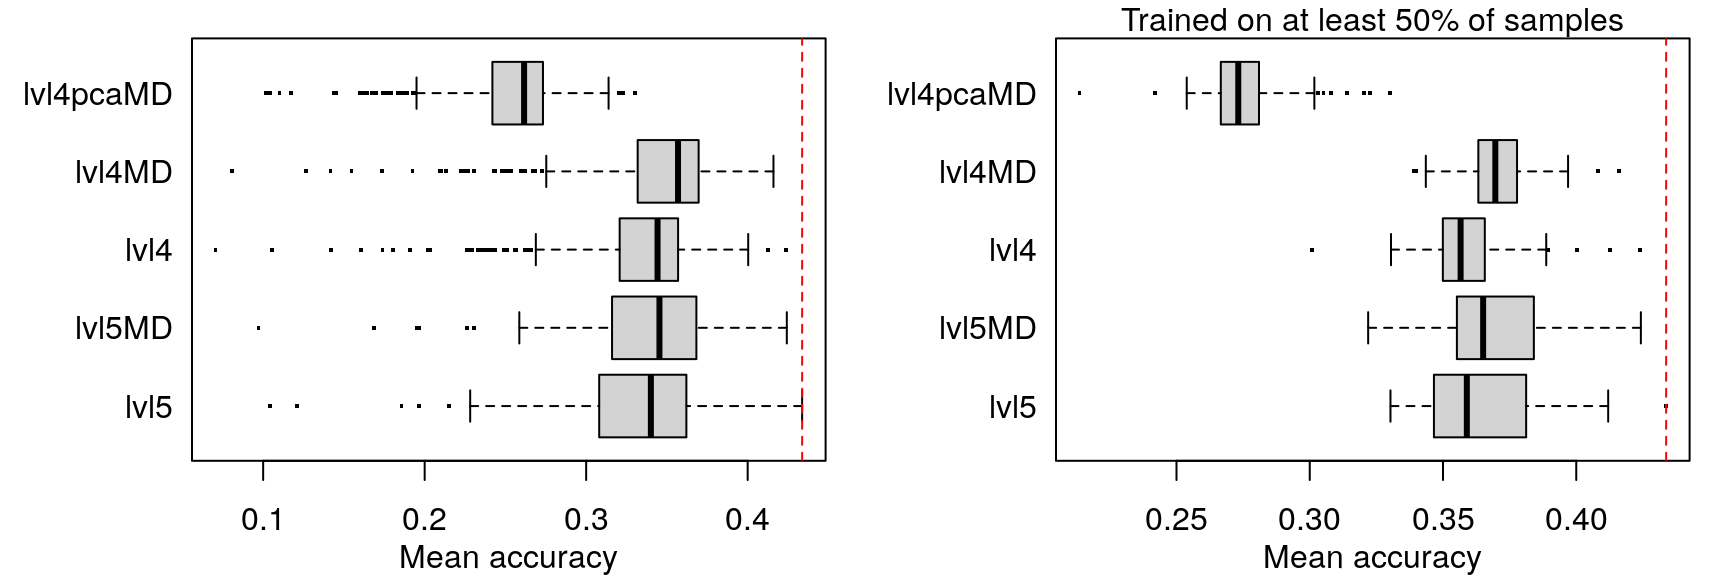 lvl4pcaMD
lvl4MD
lvl4
lvl5MD
lvl5
0.1 0.2 0.3 0.4
Mean accuracy
Trained on at least 50% of samples
lvl4pcaMD
lvl4MD
lvl4
lvl5MD
lvl5
0.25 0.30 0.35 0.40
Mean accuracy